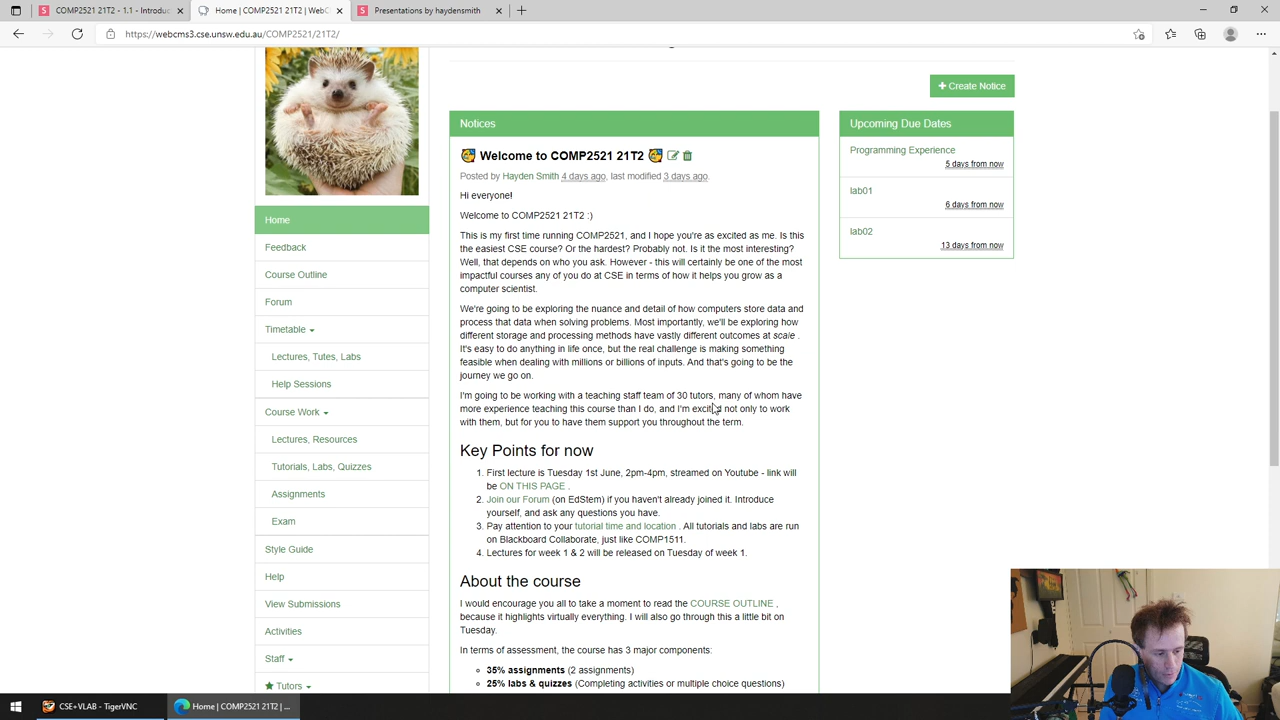 COMP2521 21T2 - 1.1 - Introduc
Home | COMP2521 21T2 | WebC
Presentations by haydensmith
https://webcms3.cse.unsw.edu.au/COMP2521/21T2/
+ Create Notice
Notices
Welcome to COMP2521 21T2
Posted by Hayden Smith 4 days ago, last modified 3 days ago.
Hi everyone!
Welcome to COMP2521 21T2 :)
This is my first time running COMP2521, and I hope you're as excited as me. Is this
the easiest CSE course? Or the hardest? Probably not. Is it the most interesting?
Well, that depends on who you ask. However - this will certainly be one of the most
impactful courses any of you do at CSE in terms of how it helps you grow as a
computer scientist.
We're going to be exploring the nuance and detail of how computers store data and
process that data when solving problems. Most importantly, we'll be exploring how
different storage and processing methods have vastly different outcomes at scale .
It's easy to do anything in life once, but the real challenge is making something
feasible when dealing with millions or billions of inputs. And that's going to be the
journey we go on.
I'm going to be working with a teaching staff team of 30 tutors, many of whom have
more experience teaching this course than I do, and I'm excited not only to work
with them, but for you to have them support you throughout the term.
Key Points for now
1. First lecture is Tuesday 1st June, 2pm-4pm, streamed on Youtube - link will
be ON THIS PAGE .
2. Join our Forum (on EdStem) if you haven't already joined it. Introduce
yourself, and ask any questions you have.
3. Pay attention to your tutorial time and location . All tutorials and labs are run
on Blackboard Collaborate, just like COMP1511.
4. Lectures for week 1 & 2 will be released on Tuesday of week 1.
About the course
I would encourage you all to take a moment to read the COURSE OUTLINE ,
because it highlights virtually everything. I will also go through this a little bit on
Tuesday.
In terms of assessment, the course has 3 major components:
35% assignments (2 assignments)
25% labs & quizzes (Completing activities or multiple choice questions)
Upcoming Due Dates
Programming Experience
5 days from now
lab01
6 days from now
lab02
13 days from now
Home
Feedback
Course Outline
Forum
Timetable
Lectures, Tutes, Labs
Help Sessions
Course Work
Lectures, Resources
Tutorials, Labs, Quizzes
Assignments
Exam
Style Guide
Help
View Submissions
Activities
Staff
Tutors
CSE+VLAB - TigerVNC
Home | COMP2521 21T2 | ...